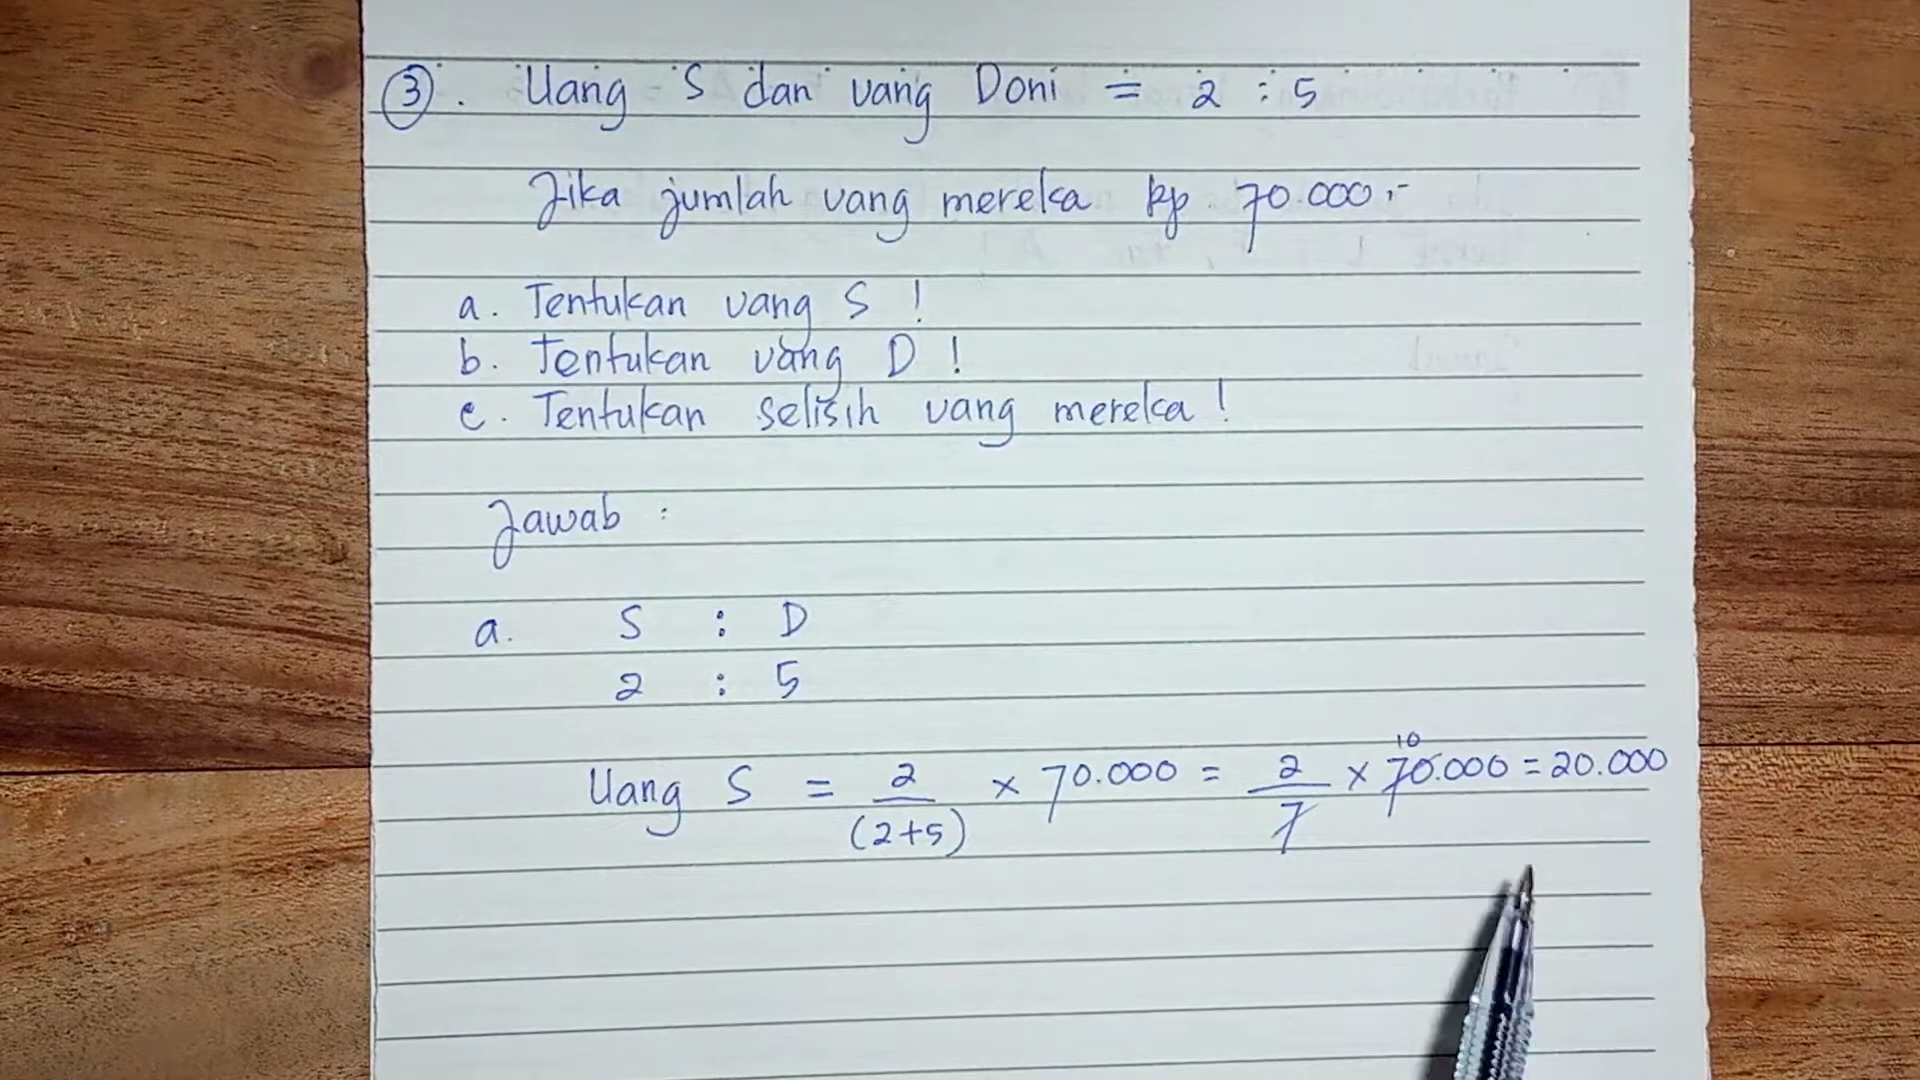 3. Uang S dan uang Doni = 2 : 5
Jika jumlah uang mereka Rp. 70.000,-
a. Tentukan uang S !
b. Tentukan uang D !
c. Tentukan selisih uang mereka !
Jawab :
a. S : D
2 : 5
Uang S = 2/(2+5) × 70.000 = 2/7 × 70.000 = 20.000
10